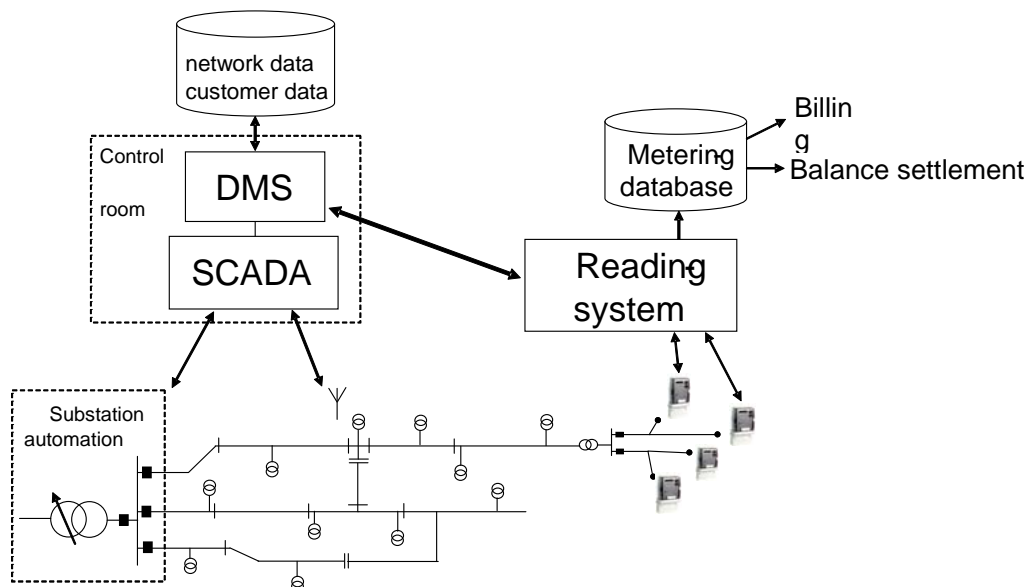 network data
customer data
Control
room
DMS
SCADA
Metering-
database
Billin
g
Balance settlement
Reading-
system
Substation
automation